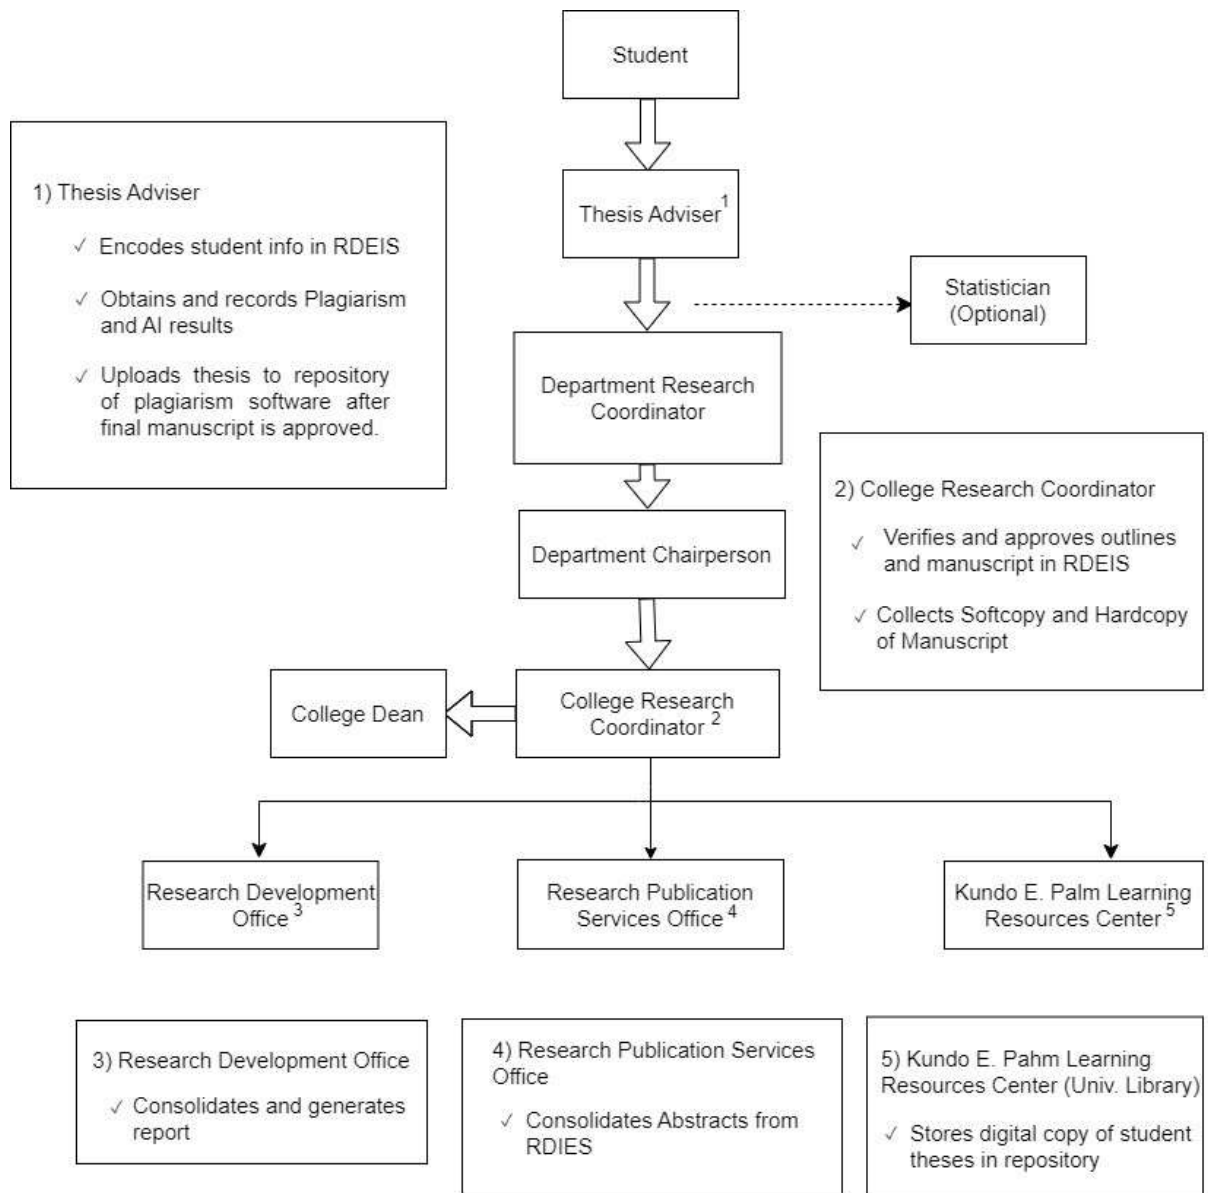 Student
1) Thesis Adviser
✓ Encodes student info in RDEIS
✓ Obtains and records Plagiarism
and AI results
✓ Uploads thesis to repository
of plagiarism software after
final manuscript is approved.
Thesis Adviser 1
Statistician
(Optional)
Department Research
Coordinator
2) College Research Coordinator
✓ Verifies and approves outlines
and manuscript in RDEIS
✓ Collects Softcopy and Hardcopy
of Manuscript
Department Chairperson
College Dean
College Research
Coordinator 2
Research Development
Office 3
Research Publication
Services Office 4
Kundo E. Palm Learning
Resources Center 5
3) Research Development Office
✓ Consolidates and generates
report
4) Research Publication Services
Office
✓ Consolidates Abstracts from
RDIES
5) Kundo E. Pahm Learning
Resources Center (Univ. Library)
✓ Stores digital copy of student
theses in repository